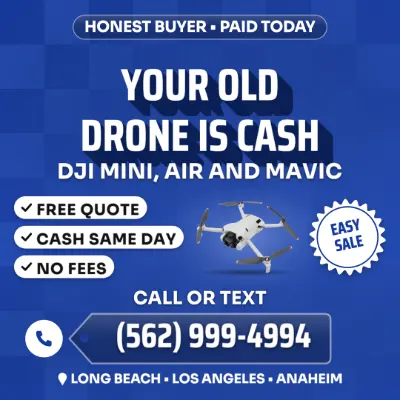 HONEST BUYER • PAID TODAY
YOUR OLD
DRONE IS CASH
DJI MINI, AIR AND MAVIC
FREE QUOTE
CASH SAME DAY
NO FEES
EASY
SALE
CALL OR TEXT
(562) 999-4994
LONG BEACH • LOS ANGELES • ANAHEIM